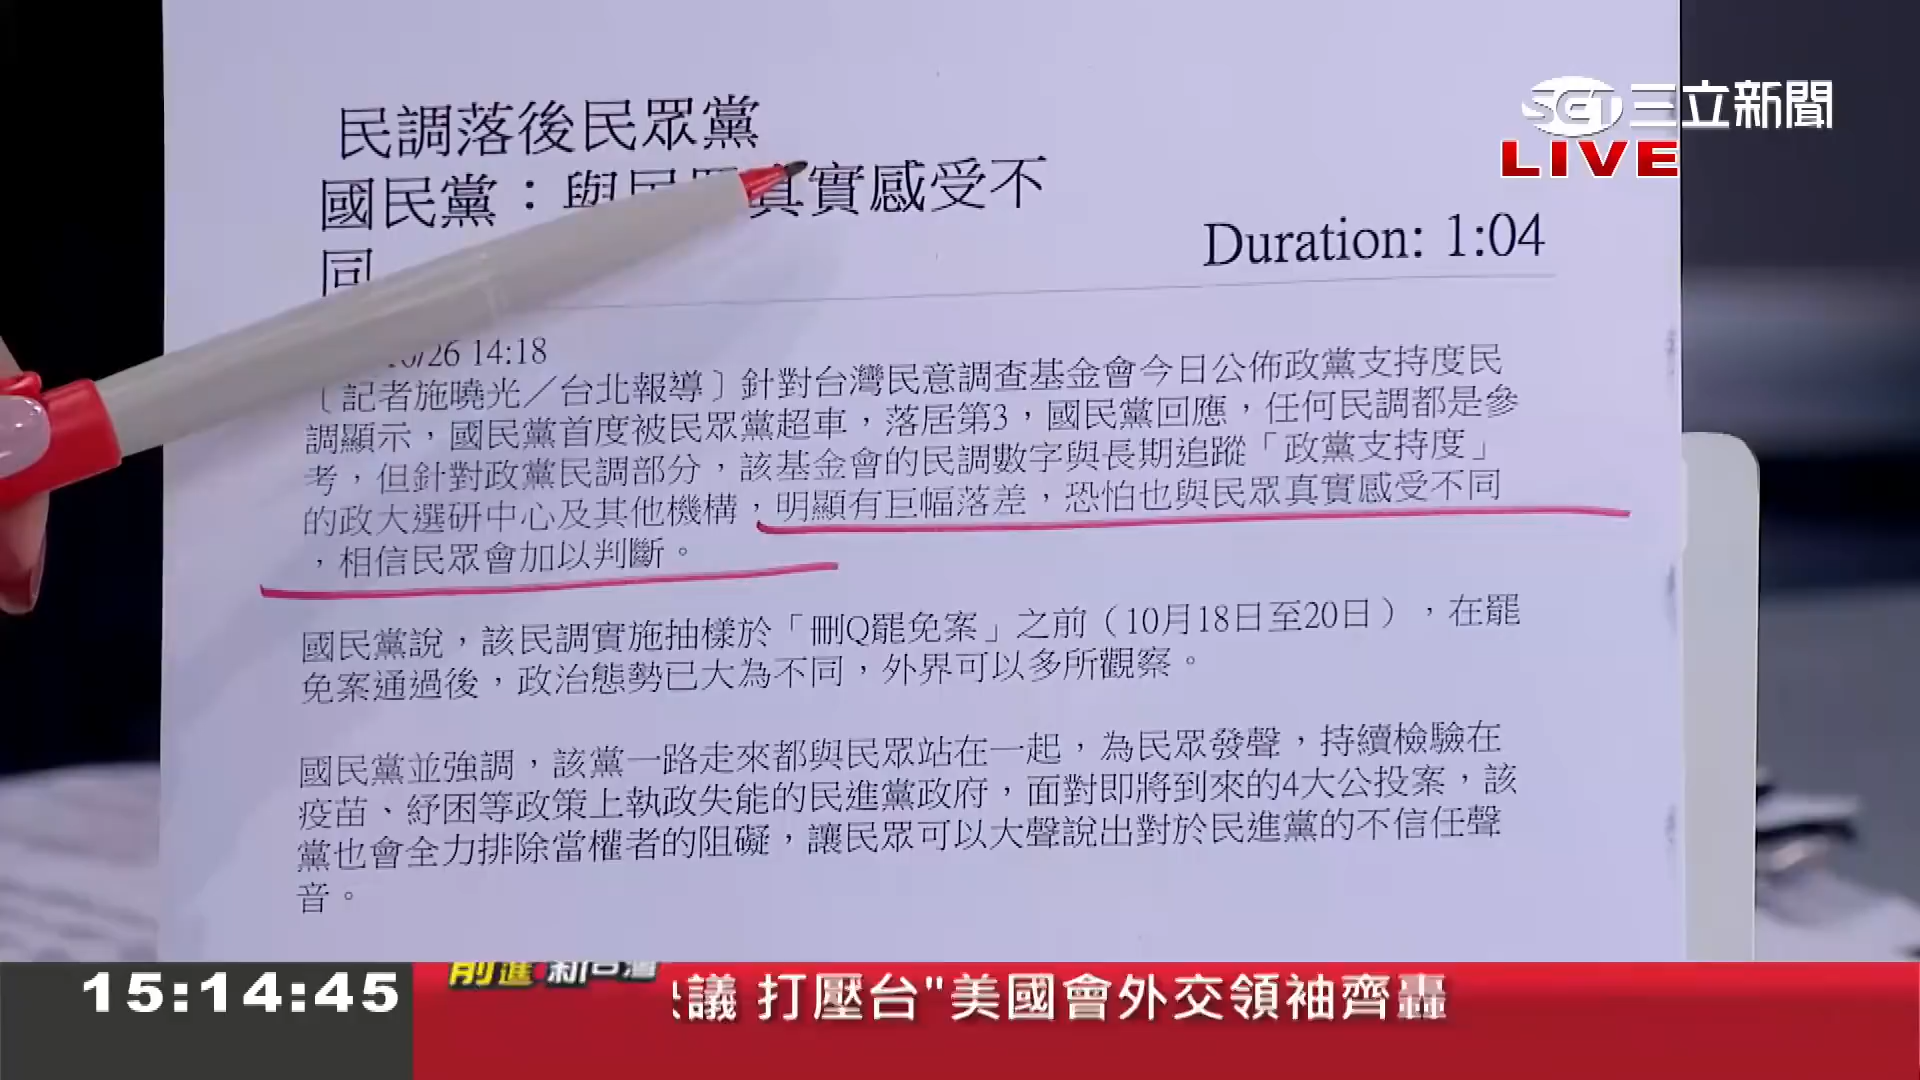 SET三立新聞
LIVE
民調落後民眾黨
國民黨：與民眾真實感受不
同
Duration: 1:04
/26 14:18
〔記者施曉光／台北報導〕針對台灣民意調查基金會今日公佈政黨支持度民
調顯示，國民黨首度被民眾黨超車，落居第3，國民黨回應，任何民調都是參
考，但針對政黨民調部分，該基金會的民調數字與長期追蹤「政黨支持度」
的政大選研中心及其他機構，明顯有巨幅落差，恐怕也與民眾真實感受不同
，相信民眾會加以判斷。
國民黨說，該民調實施抽樣於「刪Q罷免案」之前（10月18日至20日），在罷
免案通過後，政治態勢已大為不同，外界可以多所觀察。
國民黨並強調，該黨一路走來都與民眾站在一起，為民眾發聲，持續檢驗在
疫苗、紓困等政策上執政失能的民進黨政府，面對即將到來的4大公投案，該
黨也會全力排除當權者的阻礙，讓民眾可以大聲說出對於民進黨的不信任聲
音。
前進新台灣
15:14:45
決議 打壓台"美國會外交領袖齊轟